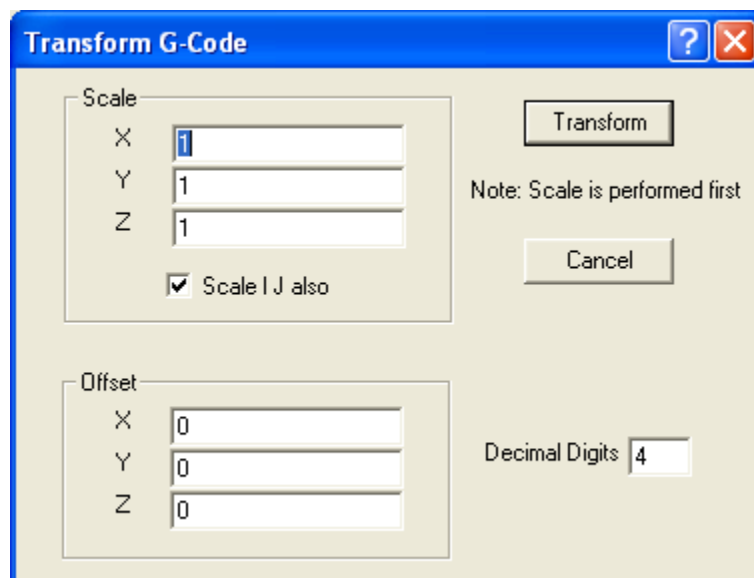 Transform G-Code
Scale
X 1
Y 1
Z 1
Scale I J also
Transform
Note: Scale is performed first
Cancel
Offset
X 0
Y 0
Z 0
Decimal Digits 4